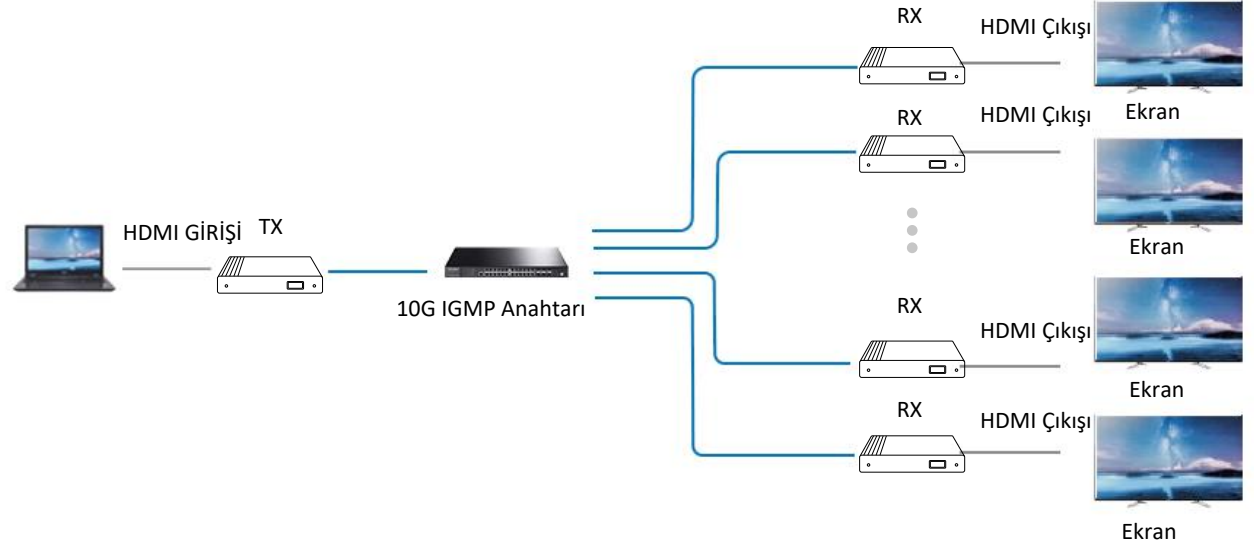 RX
HDMI Çıkışı
Ekran
RX
HDMI Çıkışı
Ekran
HDMI GİRİŞİ
TX
10G IGMP Anahtarı
RX
HDMI Çıkışı
Ekran
RX
HDMI Çıkışı
Ekran